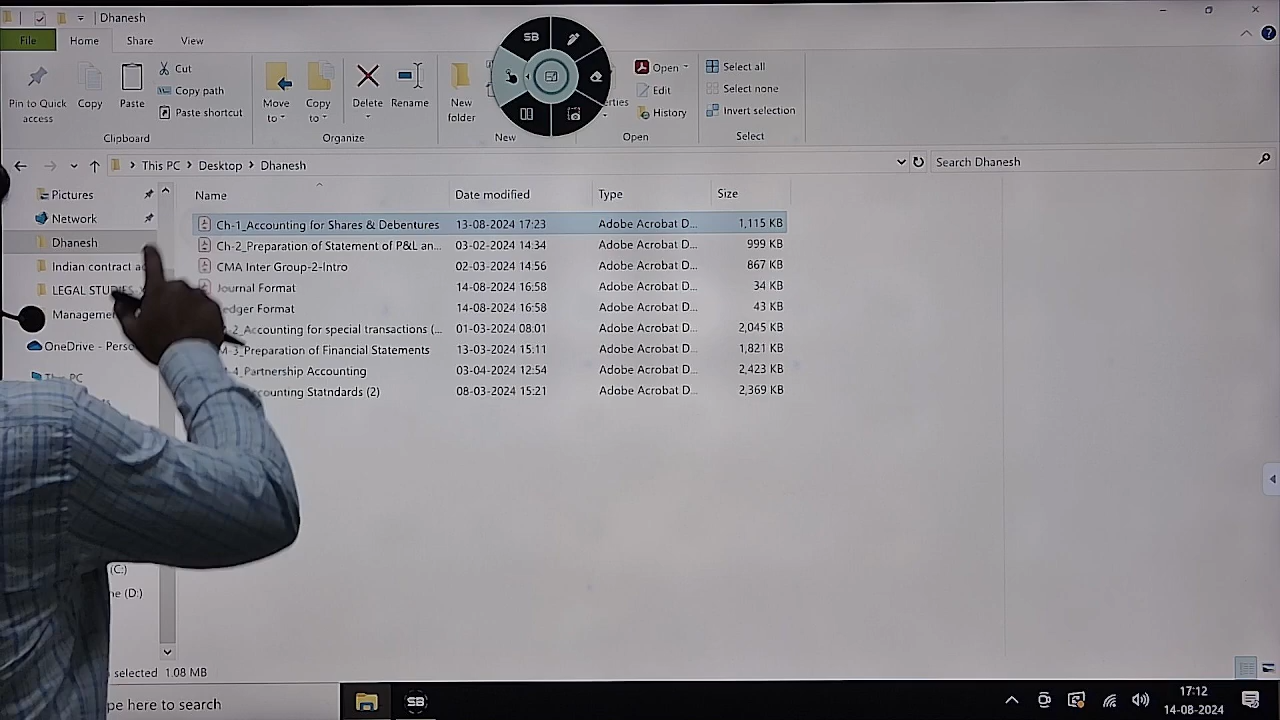 Dhanesh
File Home Share View
Pin to Quick access
Copy
Paste
Cut
Copy path
Paste shortcut
Clipboard
Move to
Copy to
Delete
Rename
Organize
New folder
New
SB
Open
Edit
History
Open
Select all
Select none
Invert selection
Select
This PC > Desktop > Dhanesh
Search Dhanesh
Pictures
Network
Dhanesh
Indian contract
LEGAL STUDIES
OneDrive - Pers
This PC
(C:)
(D:)
Name Date modified Type Size
Ch-1_Accounting for Shares & Debentures 13-08-2024 17:23 Adobe Acrobat D... 1,115 KB
Ch-2_Preparation of Statement of P&L an... 03-02-2024 14:34 Adobe Acrobat D... 999 KB
CMA Inter Group-2-Intro 02-03-2024 14:56 Adobe Acrobat D... 867 KB
Journal Format 14-08-2024 16:58 Adobe Acrobat D... 34 KB
edger Format 14-08-2024 16:58 Adobe Acrobat D... 43 KB
-2_Accounting for special transactions (... 01-03-2024 08:01 Adobe Acrobat D... 2,045 KB
-3_Preparation of Financial Statements 13-03-2024 15:11 Adobe Acrobat D... 1,821 KB
-4_Partnership Accounting 03-04-2024 12:54 Adobe Acrobat D... 2,423 KB
counting Statndards (2) 08-03-2024 15:21 Adobe Acrobat D... 2,369 KB
selected 1.08 MB
pe here to search
SB
17:12
14-08-2024